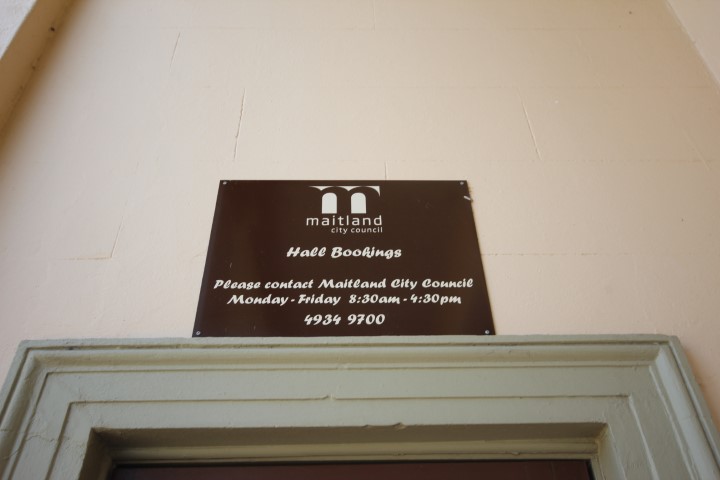 m
maitland
city council
Hall Bookings
Please contact Maitland City Council
Monday - Friday 8:30am - 4:30pm
4934 9700